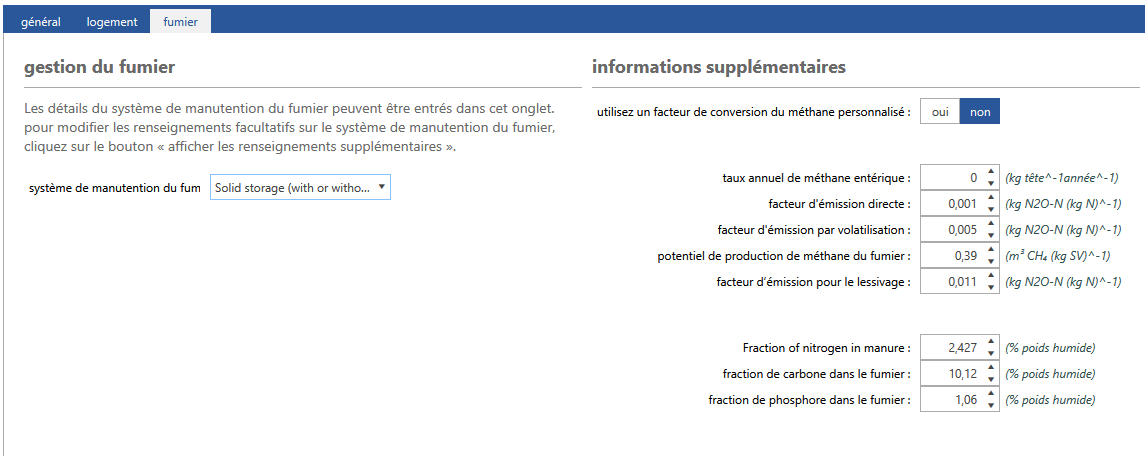 général logement fumier
gestion du fumier
Les détails du système de manutention du fumier peuvent être entrés dans cet onglet.
pour modifier les renseignements facultatifs sur le système de manutention du fumier,
cliquez sur le bouton « afficher les renseignements supplémentaires ».
système de manutention du fum Solid storage (with or witho...
informations supplémentaires
utilisez un facteur de conversion du méthane personnalisé : oui non
taux annuel de méthane entérique : 0 (kg tête^-1année^-1)
facteur d'émission directe : 0,001 (kg N2O-N (kg N)^-1)
facteur d'émission par volatilisation : 0,005 (kg N2O-N (kg N)^-1)
potentiel de production de méthane du fumier : 0,39 (m³ CH₄ (kg SV)^-1)
facteur d’émission pour le lessivage : 0,011 (kg N2O-N (kg N)^-1)
Fraction of nitrogen in manure : 2,427 (% poids humide)
fraction de carbone dans le fumier : 10,12 (% poids humide)
fraction de phosphore dans le fumier : 1,06 (% poids humide)